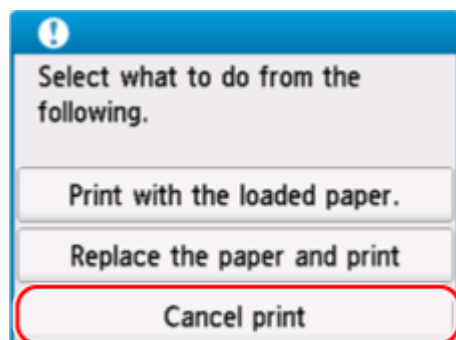 Select what to do from the
following.
Print with the loaded paper.
Replace the paper and print
Cancel print